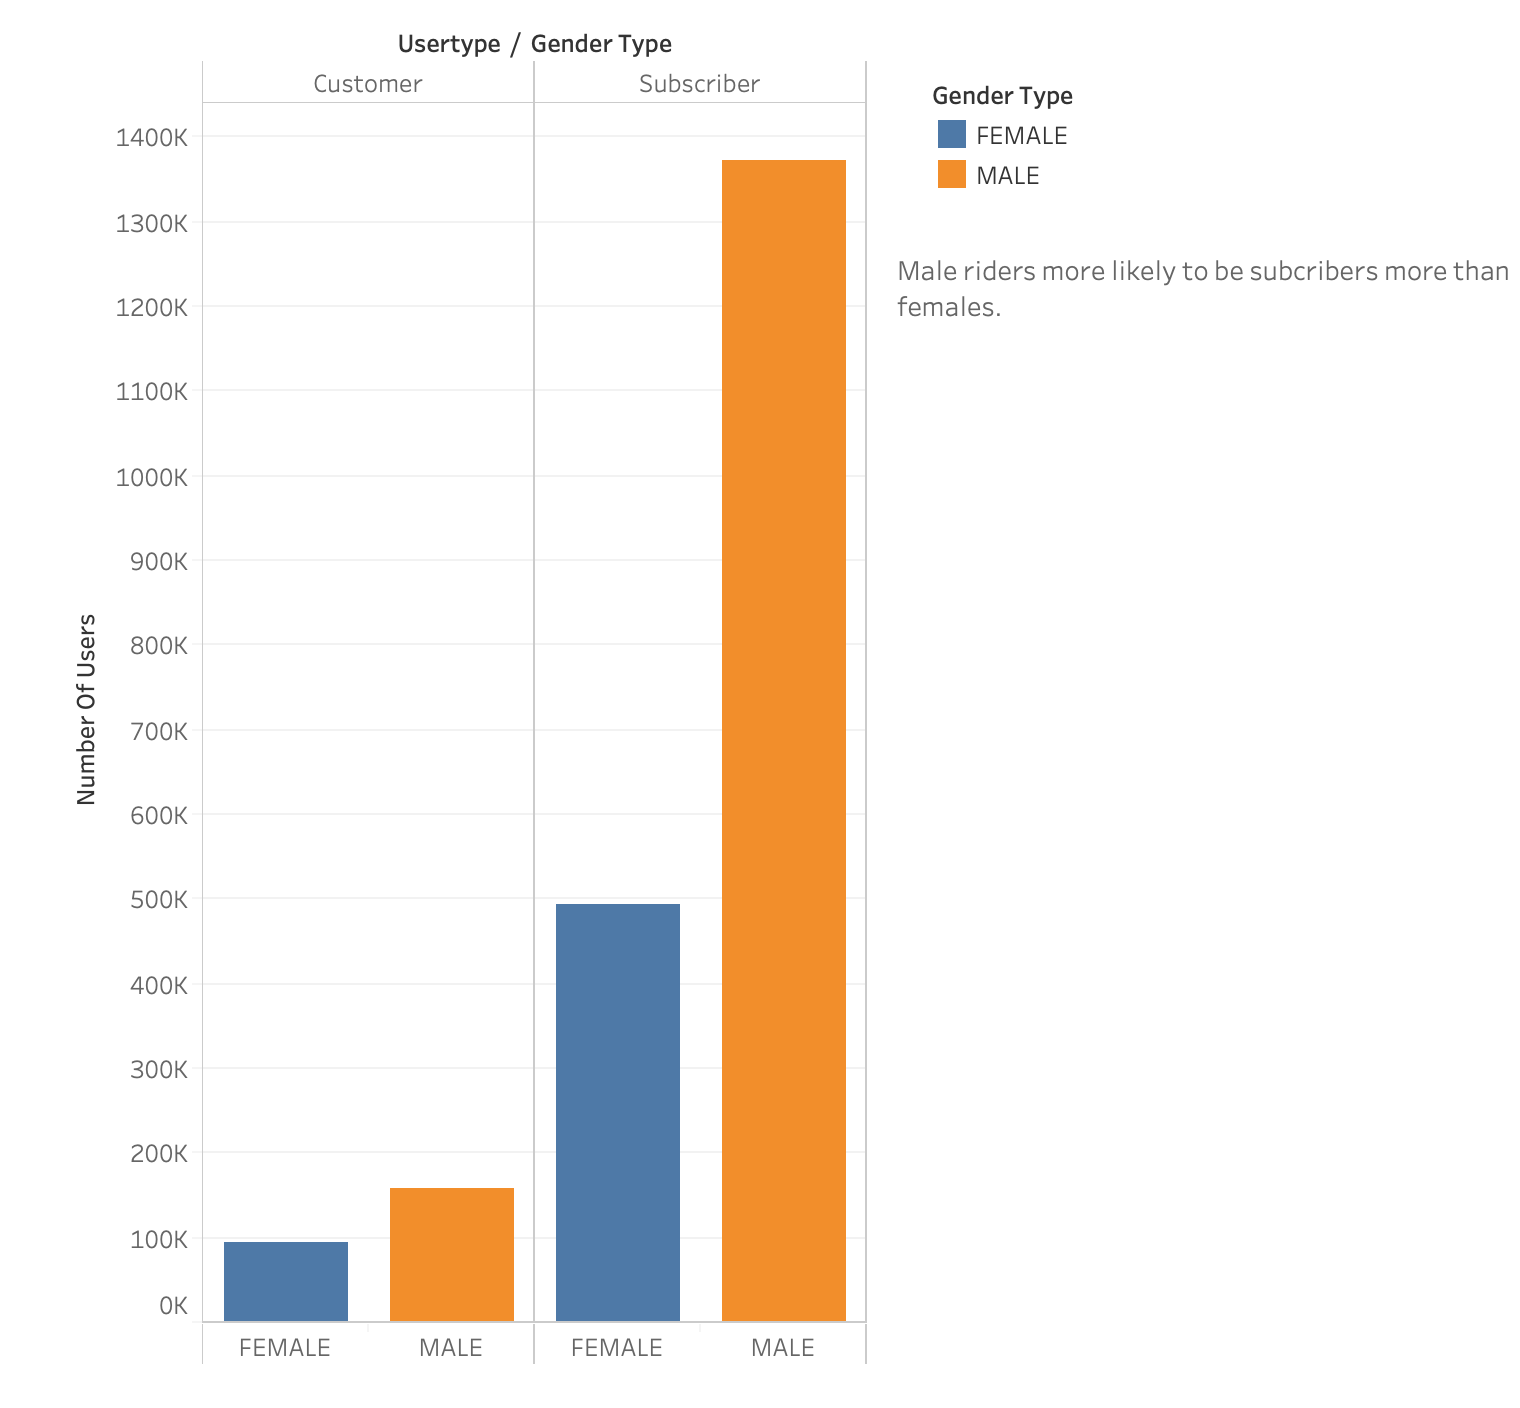 Usertype / Gender Type
Customer
Subscriber
1400K
1300K
1200K
1100K
1000K
900K
800K
700K
600K
500K
400K
300K
200K
100K
0K
Number Of Users
FEMALE
MALE
FEMALE
MALE
Gender Type
FEMALE
MALE
Male riders more likely to be subcribers more than
females.